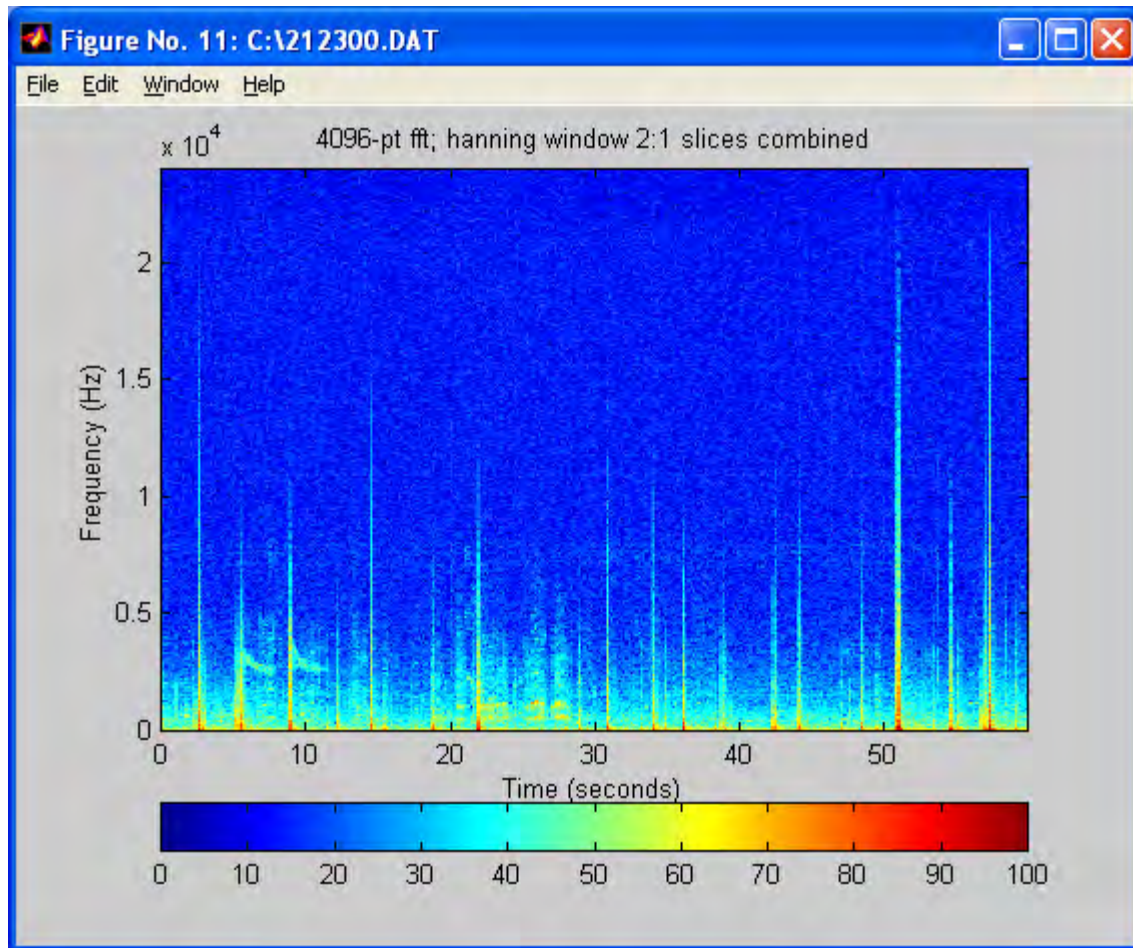 Figure No. 11: C:\212300.DAT
File Edit Window Help
x 10^4
4096-pt fft; hanning window 2:1 slices combined
2
1.5
1
0.5
0
Frequency (Hz)
0 10 20 30 40 50
Time (seconds)
0 10 20 30 40 50 60 70 80 90 100